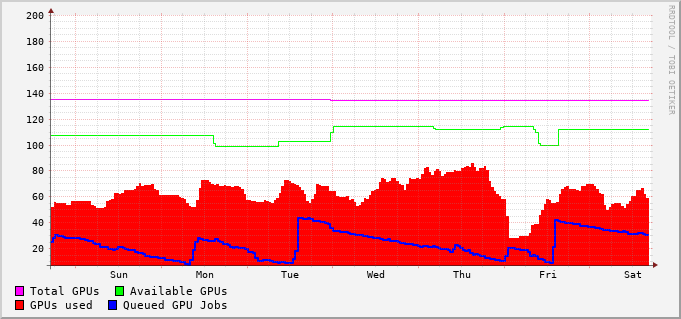 200
180
160
140
120
100
80
60
40
20
Sun Mon Tue Wed Thu Fri Sat
Total GPUs Available GPUs
GPUs used Queued GPU Jobs
RRDTOOL / TOBI OETIKER